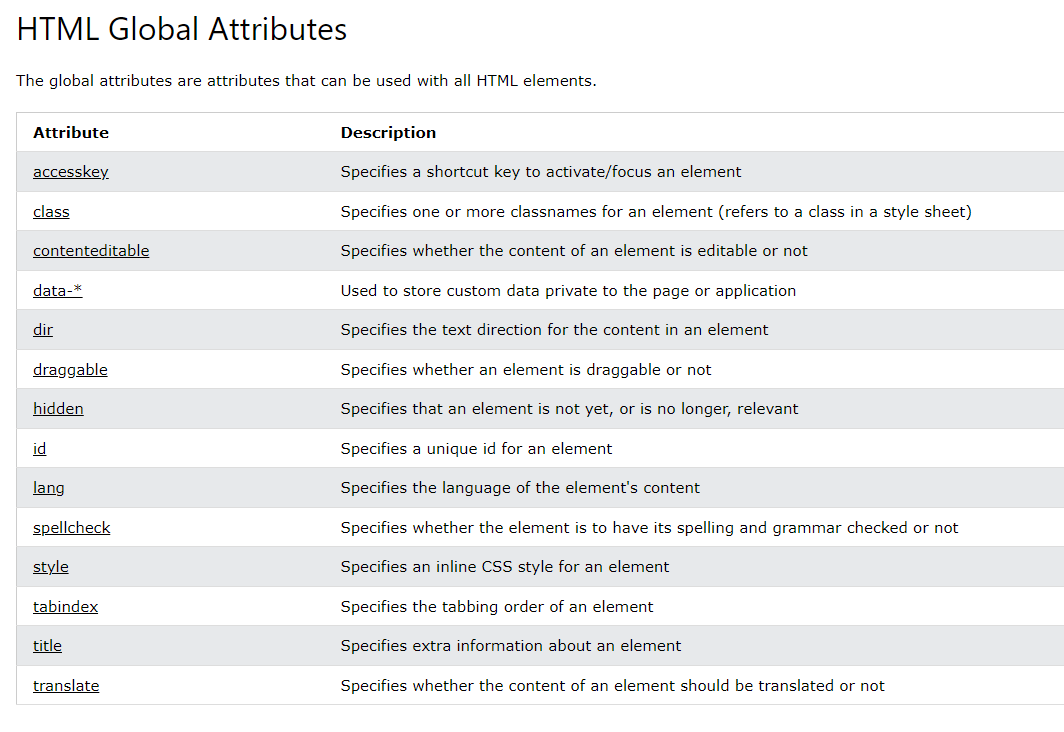 HTML Global Attributes
The global attributes are attributes that can be used with all HTML elements.
Attribute Description
accesskey Specifies a shortcut key to activate/focus an element
class Specifies one or more classnames for an element (refers to a class in a style sheet)
contenteditable Specifies whether the content of an element is editable or not
data-* Used to store custom data private to the page or application
dir Specifies the text direction for the content in an element
draggable Specifies whether an element is draggable or not
hidden Specifies that an element is not yet, or is no longer, relevant
id Specifies a unique id for an element
lang Specifies the language of the element's content
spellcheck Specifies whether the element is to have its spelling and grammar checked or not
style Specifies an inline CSS style for an element
tabindex Specifies the tabbing order of an element
title Specifies extra information about an element
translate Specifies whether the content of an element should be translated or not